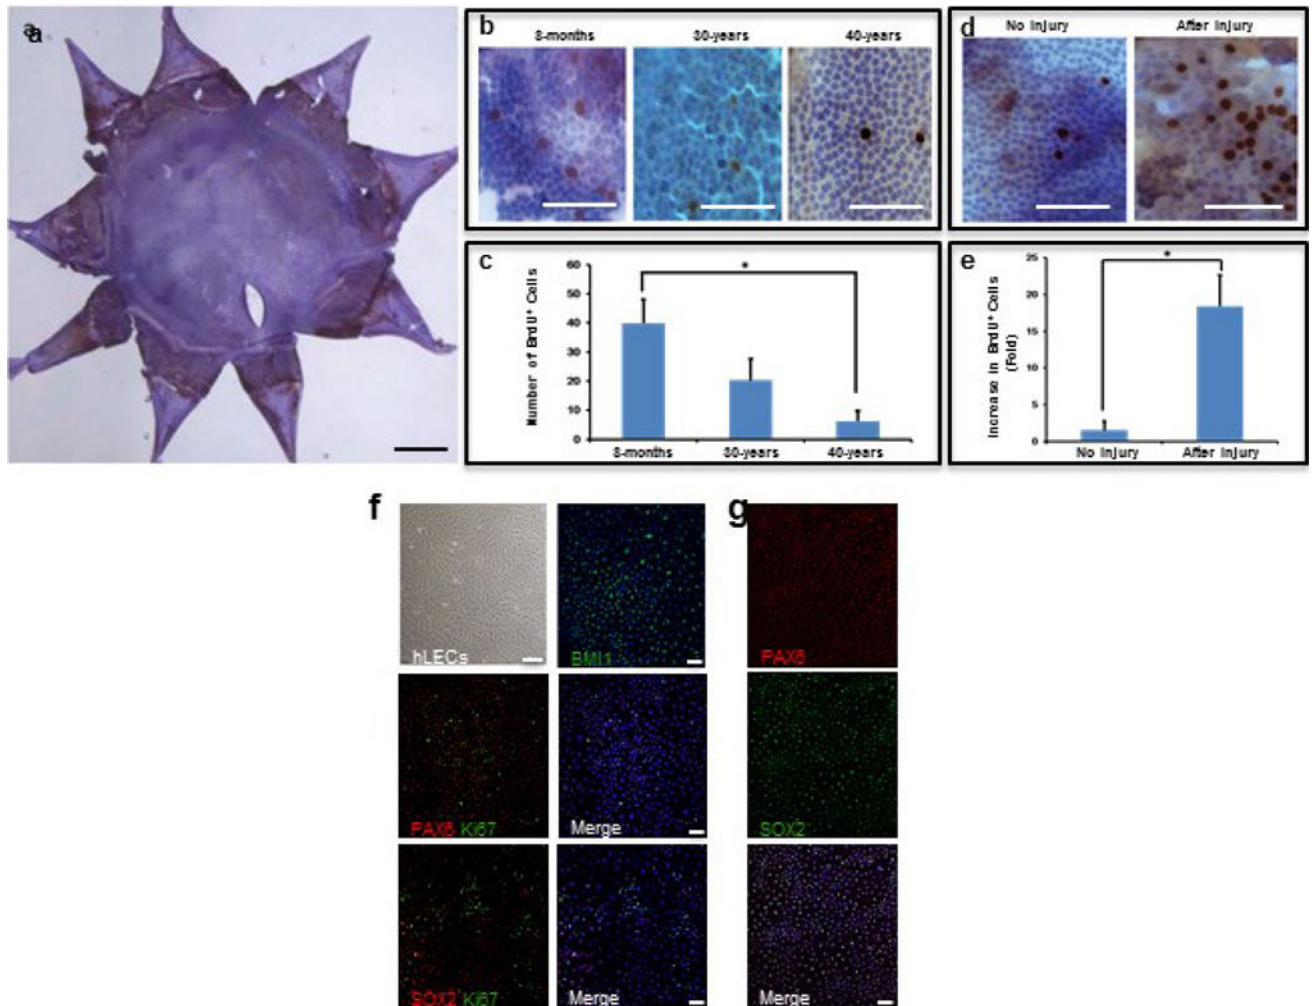 a
a
b
8-months
30-years
40-years
d
No Injury
After Injury
c
Number of BrdU⁺ Cells
60
50
40
30
20
10
0
*
8-months
30-years
40-years
e
Increase in BrdU⁺ Cells
(Fold)
25
20
15
10
5
0
*
No Injury
After Injury
f
hLECs
BMI1
PAX6 Ki67
Merge
SOX2 Ki67
Merge
g
PAX6
SOX2
Merge